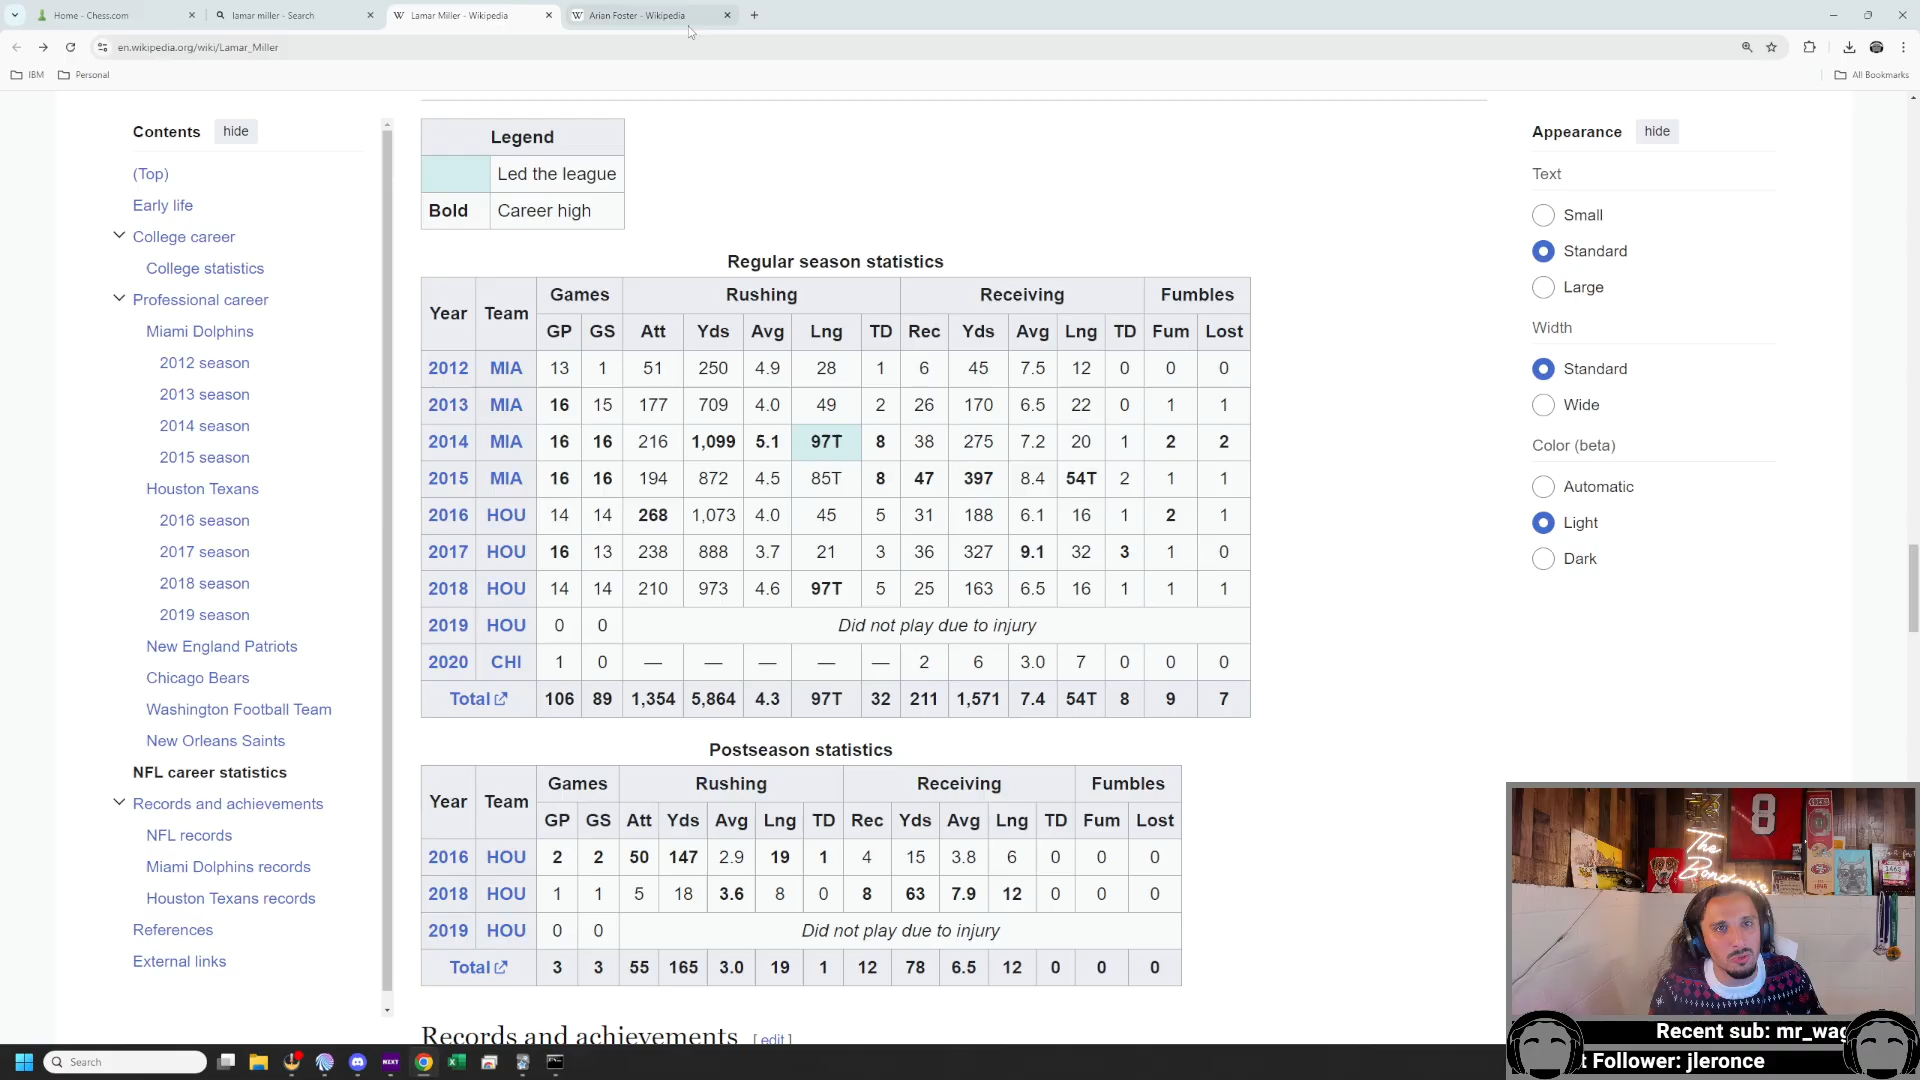 Home - Chess.com
lamar miller - Search
Lamar Miller - Wikipedia
Arian Foster - Wikipedia
en.wikipedia.org/wiki/Lamar_Miller
IBM
Personal
All Bookmarks
Contents
hide
(Top)
Early life
College career
College statistics
Professional career
Miami Dolphins
2012 season
2013 season
2014 season
2015 season
Houston Texans
2016 season
2017 season
2018 season
2019 season
New England Patriots
Chicago Bears
Washington Football Team
New Orleans Saints
NFL career statistics
Records and achievements
NFL records
Miami Dolphins records
Houston Texans records
References
External links
Legend
Led the league
Bold Career high
Regular season statistics
Year Team Games Rushing Receiving Fumbles
GP GS Att Yds Avg Lng TD Rec Yds Avg Lng TD Fum Lost
2012 MIA 13 1 51 250 4.9 28 1 6 45 7.5 12 0 0 0
2013 MIA 16 15 177 709 4.0 49 2 26 170 6.5 22 0 1 1
2014 MIA 16 16 216 1,099 5.1 97T 8 38 275 7.2 20 1 2 2
2015 MIA 16 16 194 872 4.5 85T 8 47 397 8.4 54T 2 1 1
2016 HOU 14 14 268 1,073 4.0 45 5 31 188 6.1 16 1 2 1
2017 HOU 16 13 238 888 3.7 21 3 36 327 9.1 32 3 1 0
2018 HOU 14 14 210 973 4.6 97T 5 25 163 6.5 16 1 1 1
2019 HOU 0 0 Did not play due to injury
2020 CHI 1 0 — — — — — 2 6 3.0 7 0 0 0
Total 106 89 1,354 5,864 4.3 97T 32 211 1,571 7.4 54T 8 9 7
Postseason statistics
Year Team Games Rushing Receiving Fumbles
GP GS Att Yds Avg Lng TD Rec Yds Avg Lng TD Fum Lost
2016 HOU 2 2 50 147 2.9 19 1 4 15 3.8 6 0 0 0
2018 HOU 1 1 5 18 3.6 8 0 8 63 7.9 12 0 0 0
2019 HOU 0 0 Did not play due to injury
Total 3 3 55 165 3.0 19 1 12 78 6.5 12 0 0 0
Records and achievements [ edit ]
Appearance
hide
Text
Small
Standard
Large
Width
Standard
Wide
Color (beta)
Automatic
Light
Dark
8
The
Recent sub: mr_wag
t Follower: jleronce
Search